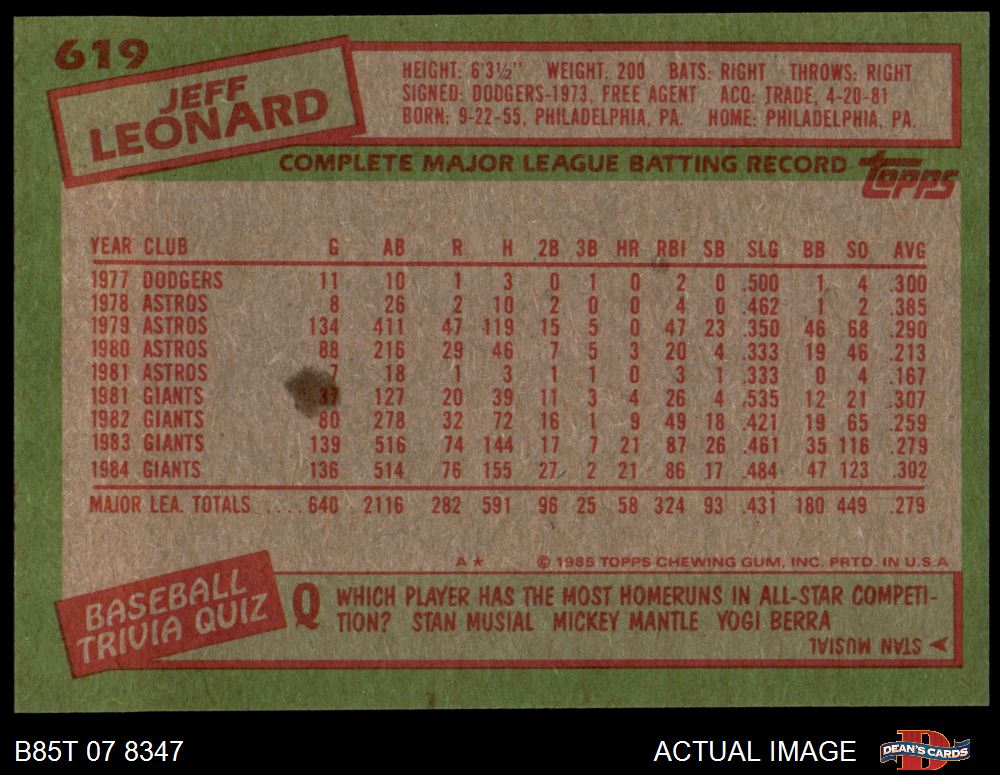 619
JEFF
LEONARD
HEIGHT: 6'3½" WEIGHT: 200 BATS: RIGHT THROWS: RIGHT
SIGNED: DODGERS-1973, FREE AGENT ACQ: TRADE, 4-20-81
BORN: 9-22-55, PHILADELPHIA, PA. HOME: PHILADELPHIA, PA.
COMPLETE MAJOR LEAGUE BATTING RECORD
topps
YEAR CLUB G AB R H 2B 3B HR RBI SB SLG BB SO AVG
1977 DODGERS 11 10 1 3 0 1 0 2 0 .500 1 4 .300
1978 ASTROS 8 26 2 10 2 0 0 4 0 .462 1 2 .385
1979 ASTROS 134 411 47 119 15 5 0 47 23 .350 46 68 .290
1980 ASTROS 88 216 29 46 7 5 3 20 4 .333 19 46 .213
1981 ASTROS 7 18 1 3 1 1 0 3 1 .333 0 4 .167
1981 GIANTS 37 127 20 39 11 3 4 26 4 .535 12 21 .307
1982 GIANTS 80 278 32 72 16 1 9 49 18 .421 19 65 .259
1983 GIANTS 139 516 74 144 17 7 21 87 26 .461 35 116 .279
1984 GIANTS 136 514 76 155 27 2 21 86 17 .484 47 123 .302
MAJOR LEA. TOTALS ....640 2116 282 591 96 25 58 324 93 .431 180 449 .279
A* © 1985 TOPPS CHEWING GUM, INC. PRTD. IN U.S.A.
BASEBALL
TRIVIA QUIZ
Q WHICH PLAYER HAS THE MOST HOMERUNS IN ALL-STAR COMPETI-
TION? STAN MUSIAL MICKEY MANTLE YOGI BERRA
STAN MUSIAL
B85T 07 8347
ACTUAL IMAGE
D
DEAN'S CARDS